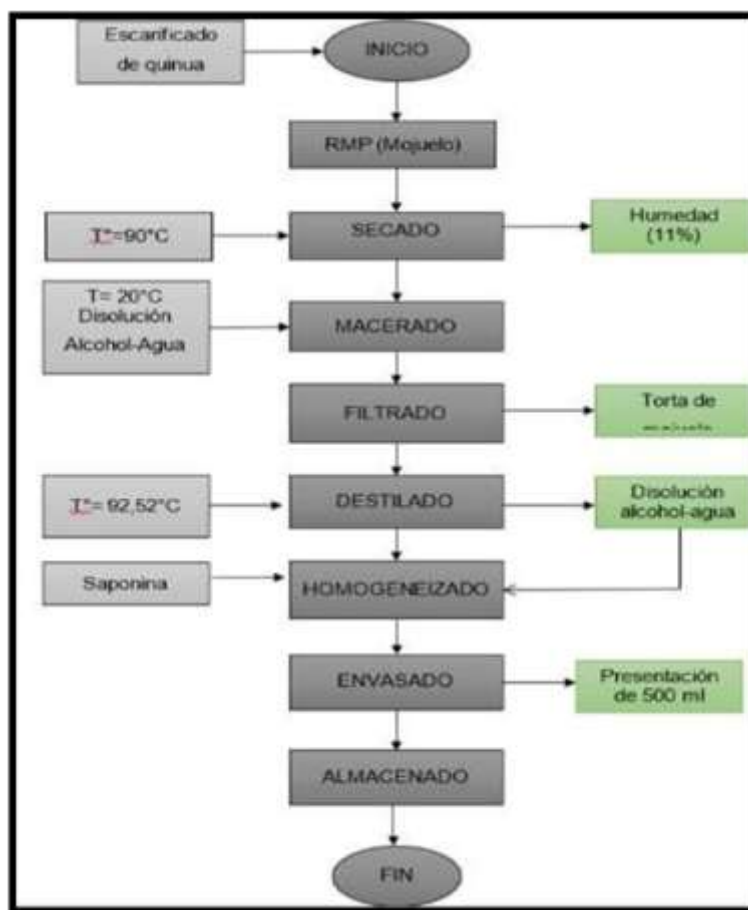 Escarificado
de quinua
INICIO
RMP (Mojuelo)
T°=90°C
SECADO
Humedad
(11%)
T= 20°C
Disolución
Alcohol-Agua
MACERADO
FILTRADO
Torta de
T°= 92,52°C
DESTILADO
Disolución
alcohol-agua
Saponina
HOMOGENEIZADO
ENVASADO
Presentación
de 500 ml
ALMACENADO
FIN